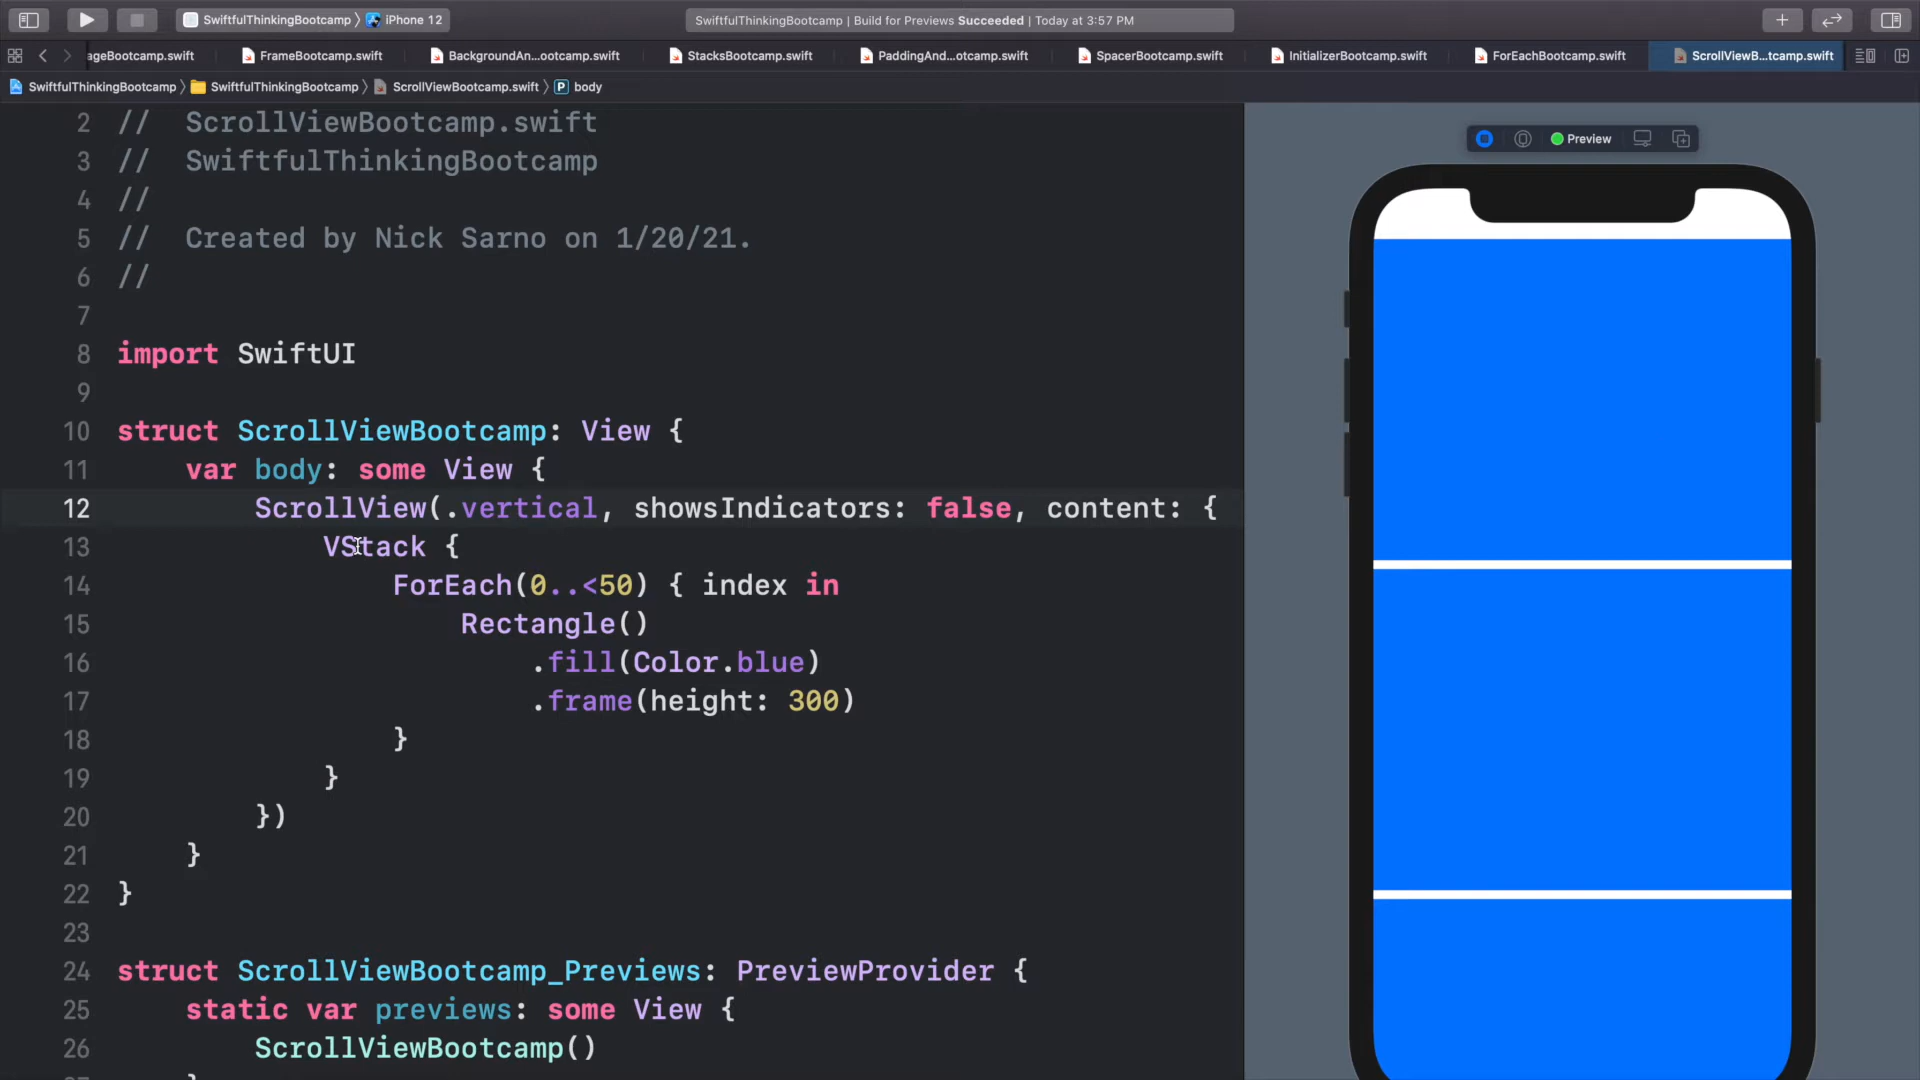 SwiftfulThinkingBootcamp 〉 iPhone 12
SwiftfulThinkingBootcamp | Build for Previews Succeeded | Today at 3:57 PM
ageBootcamp.swift FrameBootcamp.swift BackgroundAn...ootcamp.swift StacksBootcamp.swift PaddingAnd...otcamp.swift SpacerBootcamp.swift InitializerBootcamp.swift ForEachBootcamp.swift ScrollViewB...tcamp.swift
SwiftfulThinkingBootcamp 〉 SwiftfulThinkingBootcamp 〉 ScrollViewBootcamp.swift 〉 P body
Preview
2 //  ScrollViewBootcamp.swift
3 //  SwiftfulThinkingBootcamp
4 //
5 //  Created by Nick Sarno on 1/20/21.
6 //
7
8 import SwiftUI
9
10 struct ScrollViewBootcamp: View {
11     var body: some View {
12         ScrollView(.vertical, showsIndicators: false, content: {
13             VStack {
14                 ForEach(0..<50) { index in
15                     Rectangle()
16                         .fill(Color.blue)
17                         .frame(height: 300)
18                 }
19             }
20         })
21     }
22 }
23
24 struct ScrollViewBootcamp_Previews: PreviewProvider {
25     static var previews: some View {
26         ScrollViewBootcamp()